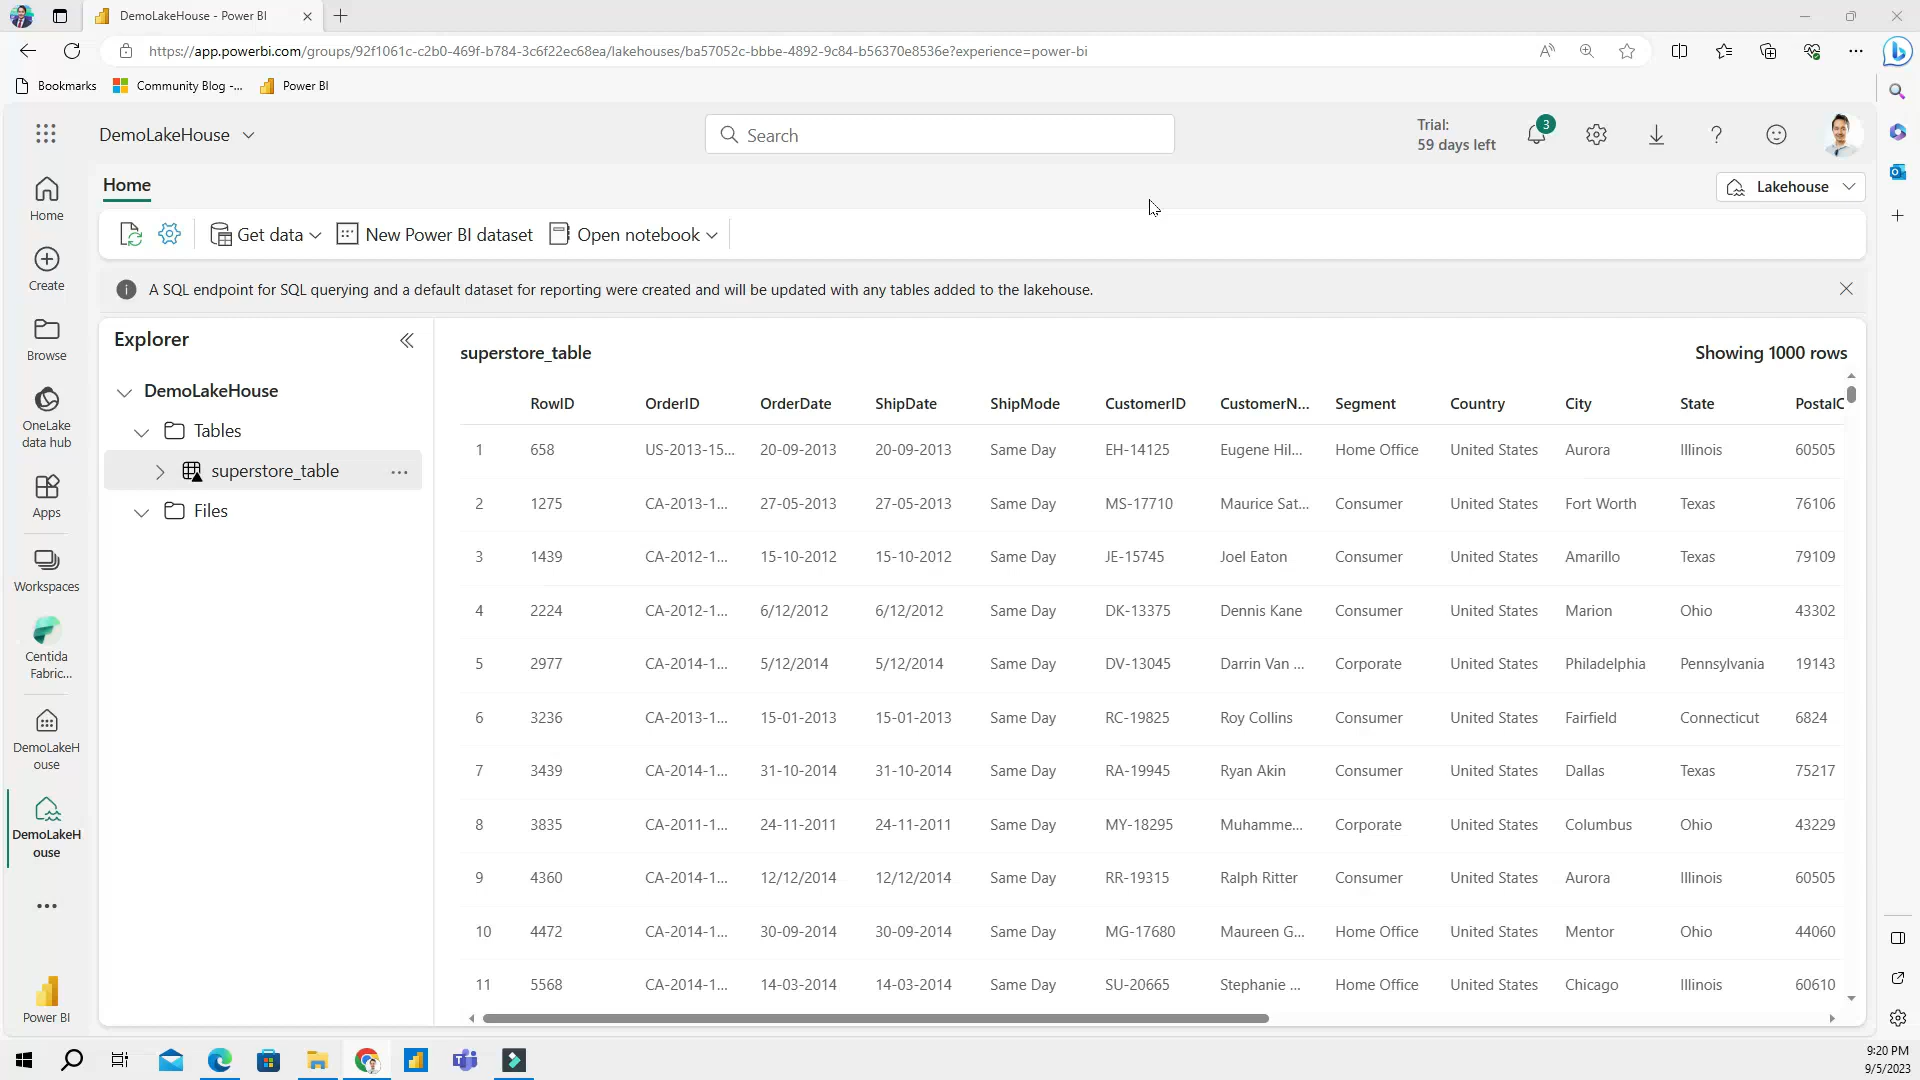 DemoLakeHouse - Power BI
https://app.powerbi.com/groups/92f1061c-c2b0-469f-b784-3c6f22ec68ea/lakehouses/ba57052c-bbbe-4892-9c84-b56370e8536e?experience=power-bi
Bookmarks Community Blog -... Power BI
DemoLakeHouse
Search
Trial:
59 days left
3
Home
Lakehouse
Get data New Power BI dataset Open notebook
A SQL endpoint for SQL querying and a default dataset for reporting were created and will be updated with any tables added to the lakehouse.
Home
Create
Browse
OneLake
data hub
Apps
Workspaces
Centida
Fabric...
DemoLakeH
ouse
DemoLakeH
ouse
Power BI
Explorer
DemoLakeHouse
Tables
superstore_table
Files
superstore_table
Showing 1000 rows
RowID OrderID OrderDate ShipDate ShipMode CustomerID CustomerN... Segment Country City State PostalC
1 658 US-2013-15... 20-09-2013 20-09-2013 Same Day EH-14125 Eugene Hil... Home Office United States Aurora Illinois 60505
2 1275 CA-2013-1... 27-05-2013 27-05-2013 Same Day MS-17710 Maurice Sat... Consumer United States Fort Worth Texas 76106
3 1439 CA-2012-1... 15-10-2012 15-10-2012 Same Day JE-15745 Joel Eaton Consumer United States Amarillo Texas 79109
4 2224 CA-2012-1... 6/12/2012 6/12/2012 Same Day DK-13375 Dennis Kane Consumer United States Marion Ohio 43302
5 2977 CA-2014-1... 5/12/2014 5/12/2014 Same Day DV-13045 Darrin Van ... Corporate United States Philadelphia Pennsylvania 19143
6 3236 CA-2013-1... 15-01-2013 15-01-2013 Same Day RC-19825 Roy Collins Consumer United States Fairfield Connecticut 6824
7 3439 CA-2014-1... 31-10-2014 31-10-2014 Same Day RA-19945 Ryan Akin Consumer United States Dallas Texas 75217
8 3835 CA-2011-1... 24-11-2011 24-11-2011 Same Day MY-18295 Muhamme... Corporate United States Columbus Ohio 43229
9 4360 CA-2014-1... 12/12/2014 12/12/2014 Same Day RR-19315 Ralph Ritter Consumer United States Aurora Illinois 60505
10 4472 CA-2014-1... 30-09-2014 30-09-2014 Same Day MG-17680 Maureen G... Home Office United States Mentor Ohio 44060
11 5568 CA-2014-1... 14-03-2014 14-03-2014 Same Day SU-20665 Stephanie ... Home Office United States Chicago Illinois 60610
9:20 PM
9/5/2023